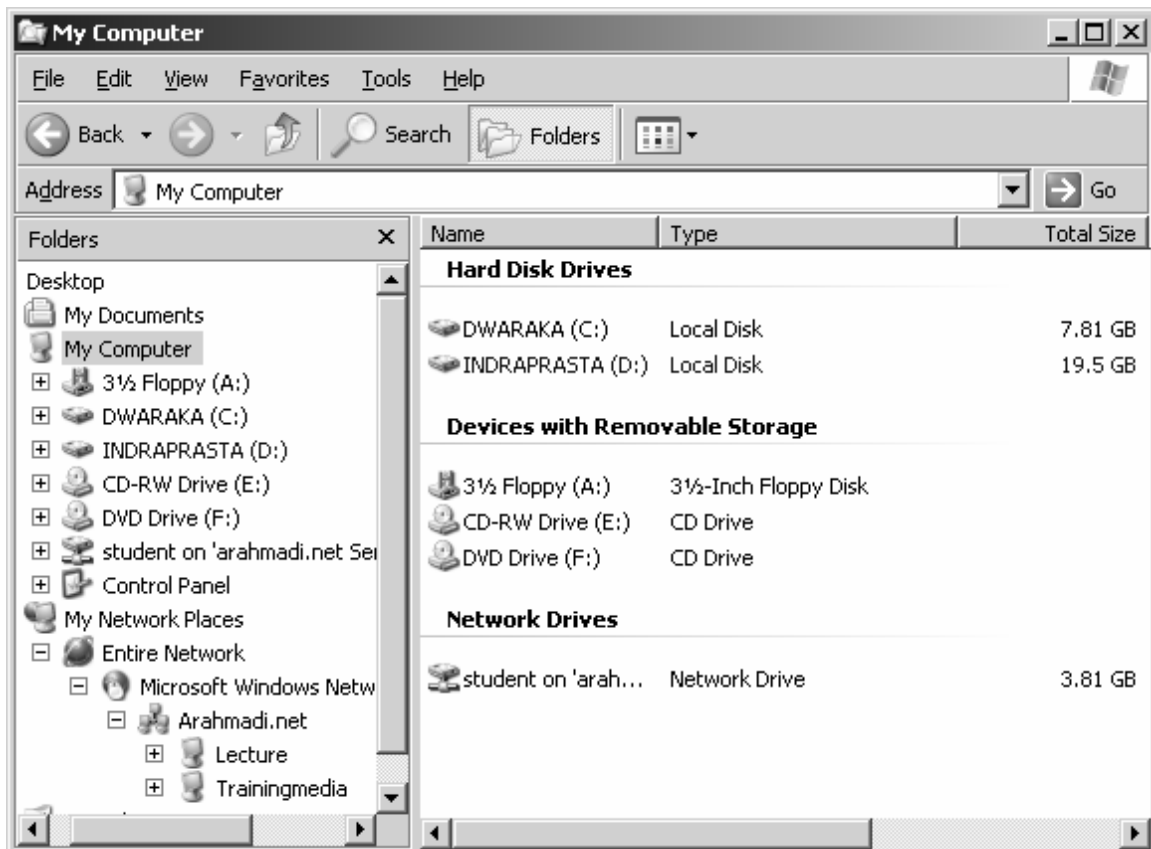 My Computer
File Edit View Favorites Tools Help
Back Search Folders
Address My Computer Go
Folders
Desktop
My Documents
My Computer
3½ Floppy (A:)
DWARAKA (C:)
INDRAPRASTA (D:)
CD-RW Drive (E:)
DVD Drive (F:)
student on 'arahmadi.net Ser
Control Panel
My Network Places
Entire Network
Microsoft Windows Netw
Arahmadi.net
Lecture
Trainingmedia
Name Type Total Size
Hard Disk Drives
DWARAKA (C:) Local Disk 7.81 GB
INDRAPRASTA (D:) Local Disk 19.5 GB
Devices with Removable Storage
3½ Floppy (A:) 3½-Inch Floppy Disk
CD-RW Drive (E:) CD Drive
DVD Drive (F:) CD Drive
Network Drives
student on 'arah... Network Drive 3.81 GB